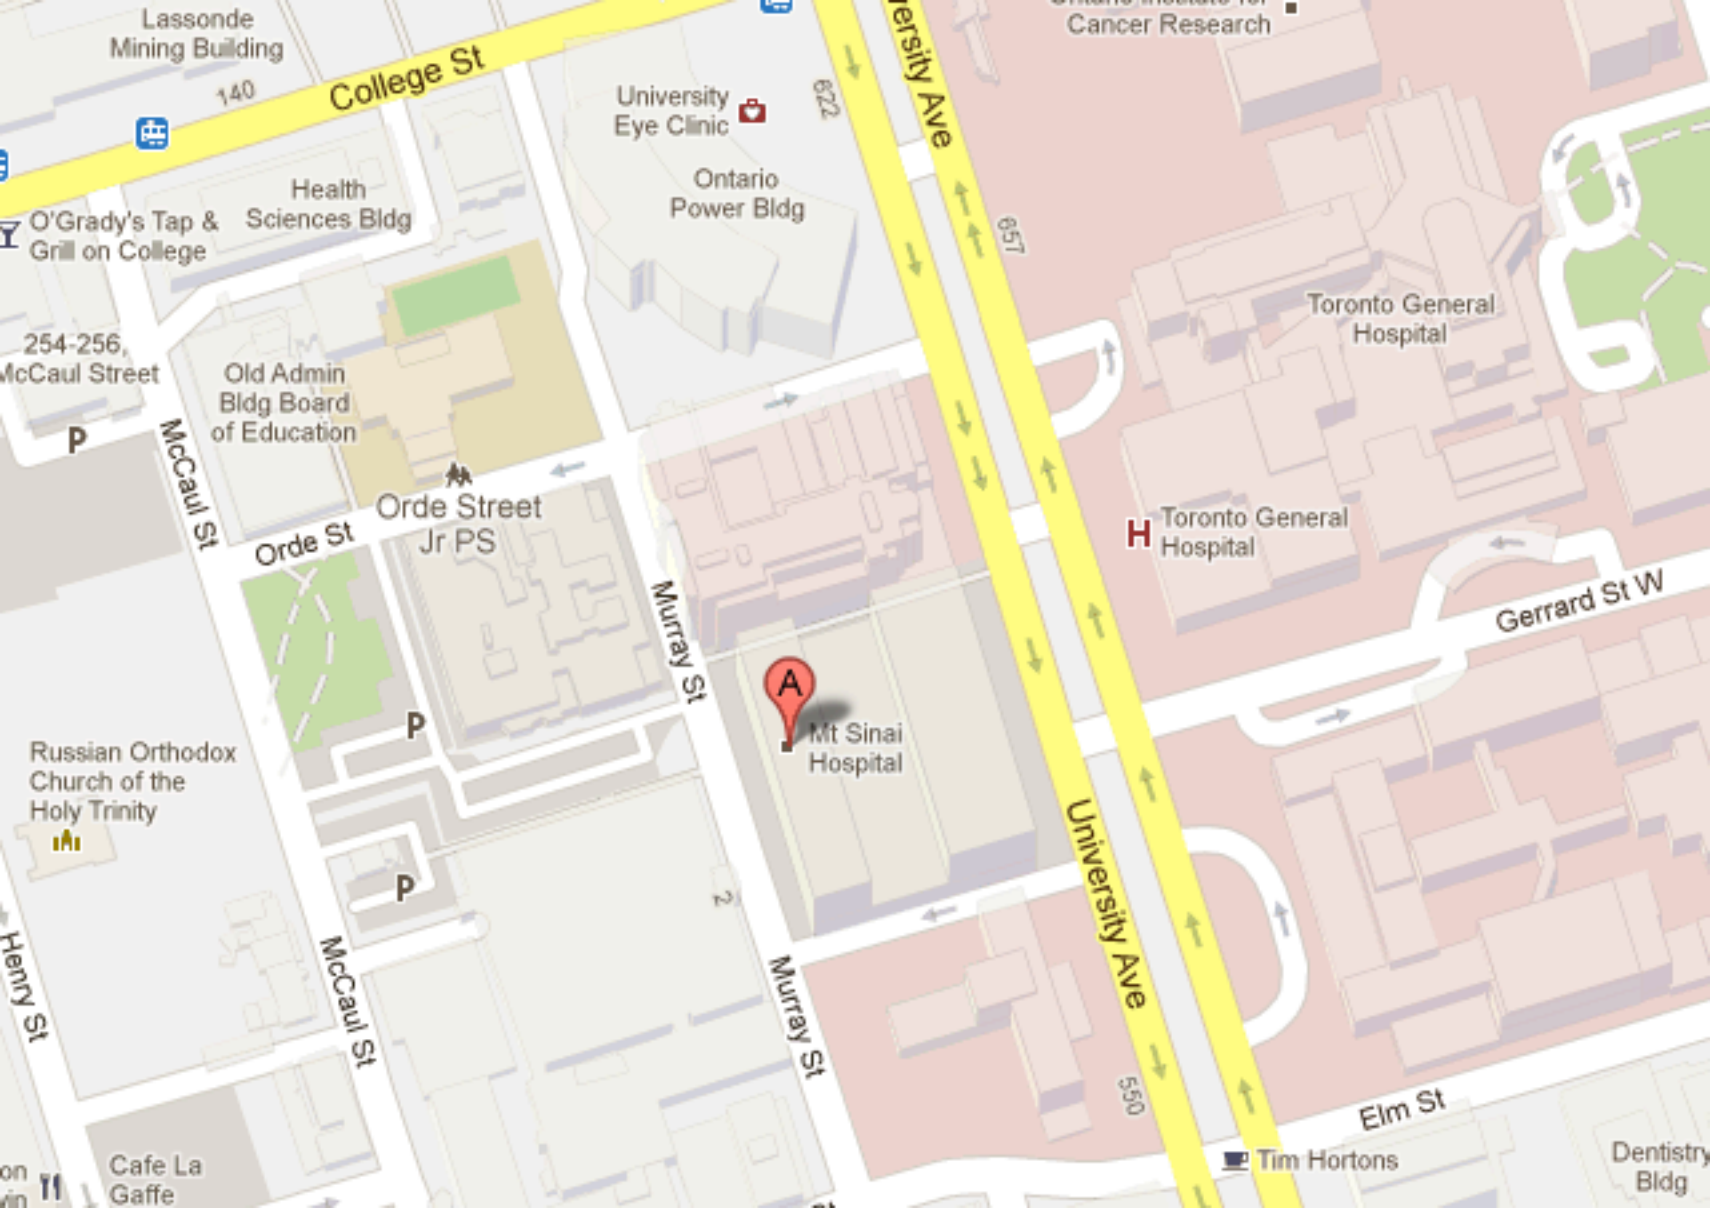 Lassonde
Mining Building
College St
140
University
Eye Clinic
622
Cancer Research
Ontario
Power Bldg
657
Health
Sciences Bldg
O'Grady's Tap &
Grill on College
254-256,
McCaul Street
Old Admin
Bldg Board
of Education
P
McCaul St
Orde St
Orde Street
Jr PS
Toronto General
Hospital
H
Toronto General
Hospital
Gerrard St W
Murray St
A
Mt Sinai
Hospital
P
Russian Orthodox
Church of the
Holy Trinity
P
2
University Ave
Henry St
McCaul St
Murray St
550
Elm St
Tim Hortons
Dentistry
Bldg
Cafe La
Gaffe